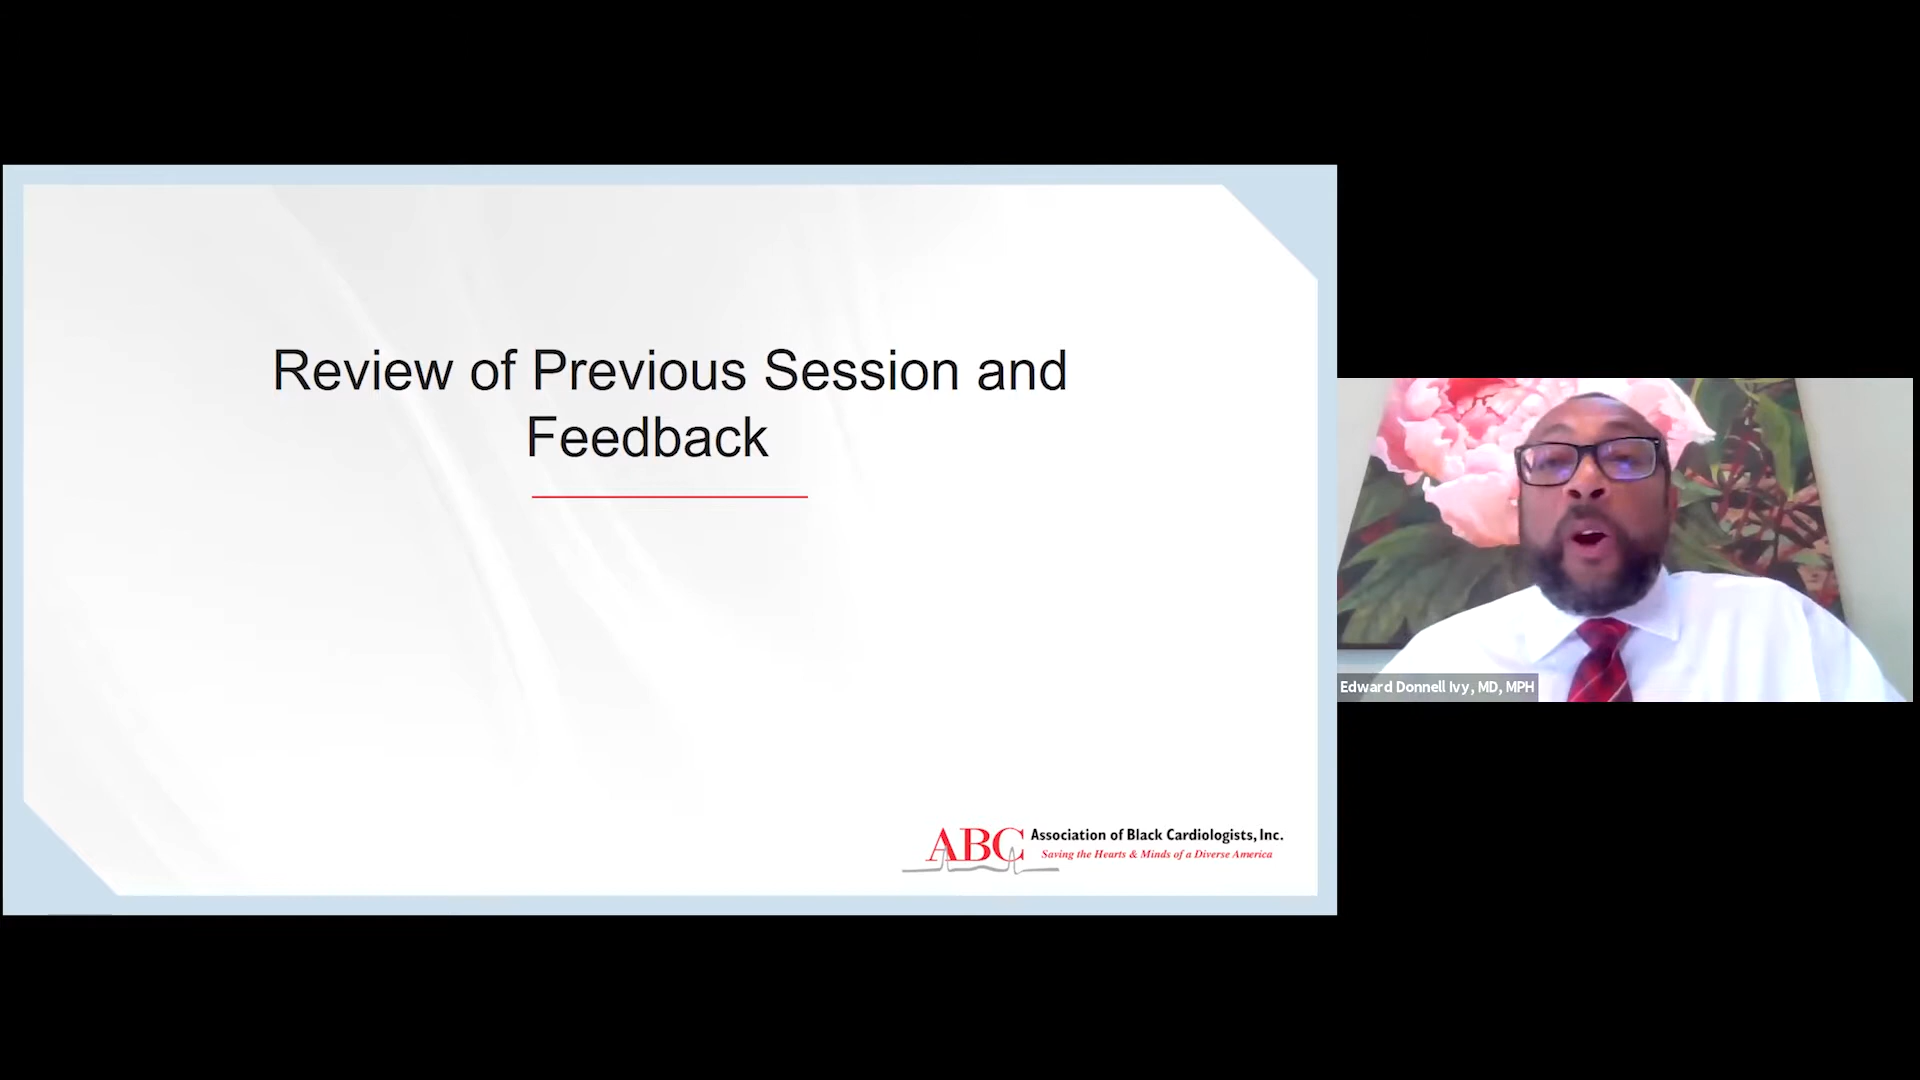 Review of Previous Session and
Feedback
ABC Association of Black Cardiologists, Inc.
Saving the Hearts & Minds of a Diverse America
Edward Donnell Ivy, MD, MPH